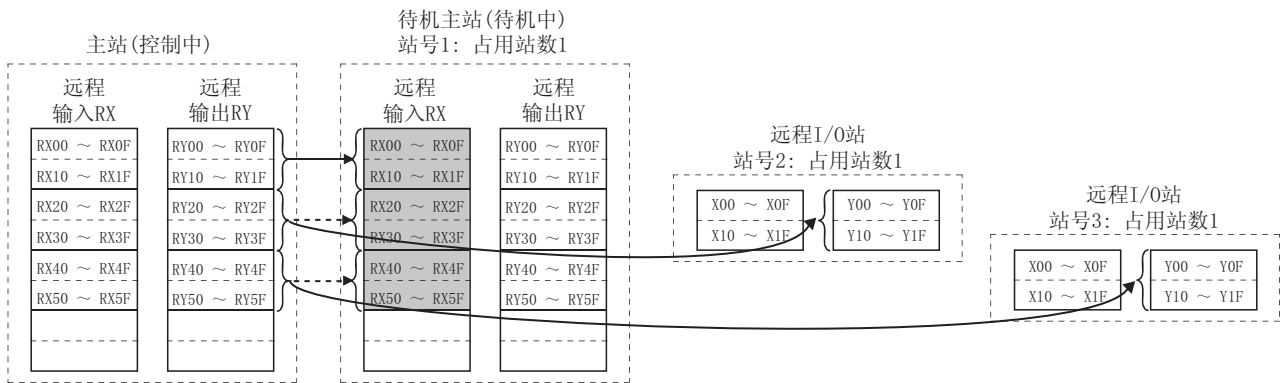 主站(控制中)
远程
输入RX
远程
输出RY
RX00 ～ RX0F
RX10 ～ RX1F
RX20 ～ RX2F
RX30 ～ RX3F
RX40 ～ RX4F
RX50 ～ RX5F
RY00 ～ RY0F
RY10 ～ RY1F
RY20 ～ RY2F
RY30 ～ RY3F
RY40 ～ RY4F
RY50 ～ RY5F
待机主站(待机中)
站号1: 占用站数1
远程
输入RX
远程
输出RY
RX00 ～ RX0F
RX10 ～ RX1F
RX20 ～ RX2F
RX30 ～ RX3F
RX40 ～ RX4F
RX50 ～ RX5F
RY00 ～ RY0F
RY10 ～ RY1F
RY20 ～ RY2F
RY30 ～ RY3F
RY40 ～ RY4F
RY50 ～ RY5F
远程I/O站
站号2: 占用站数1
X00 ～ X0F
X10 ～ X1F
Y00 ～ Y0F
Y10 ～ Y1F
远程I/O站
站号3: 占用站数1
X00 ～ X0F
X10 ～ X1F
Y00 ～ Y0F
Y10 ～ Y1F